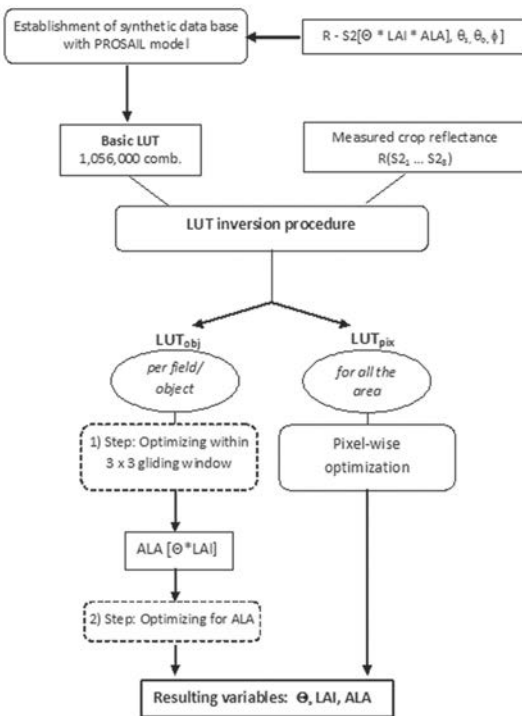 Establishment of synthetic data base
with PROSAIL model
R - S2[Θ * LAI * ALA], θs, θo, ϕ]
Basic LUT
1,056,000 comb.
Measured crop reflectance
R(S2₁ ... S2₈)
LUT inversion procedure
LUTobj
LUTpix
per field/
object
for all the
area
1) Step: Optimizing within
3 x 3 gliding window
Pixel-wise
optimization
ALA [Θ*LAI]
2) Step: Optimizing for ALA
Resulting variables: Θ, LAI, ALA